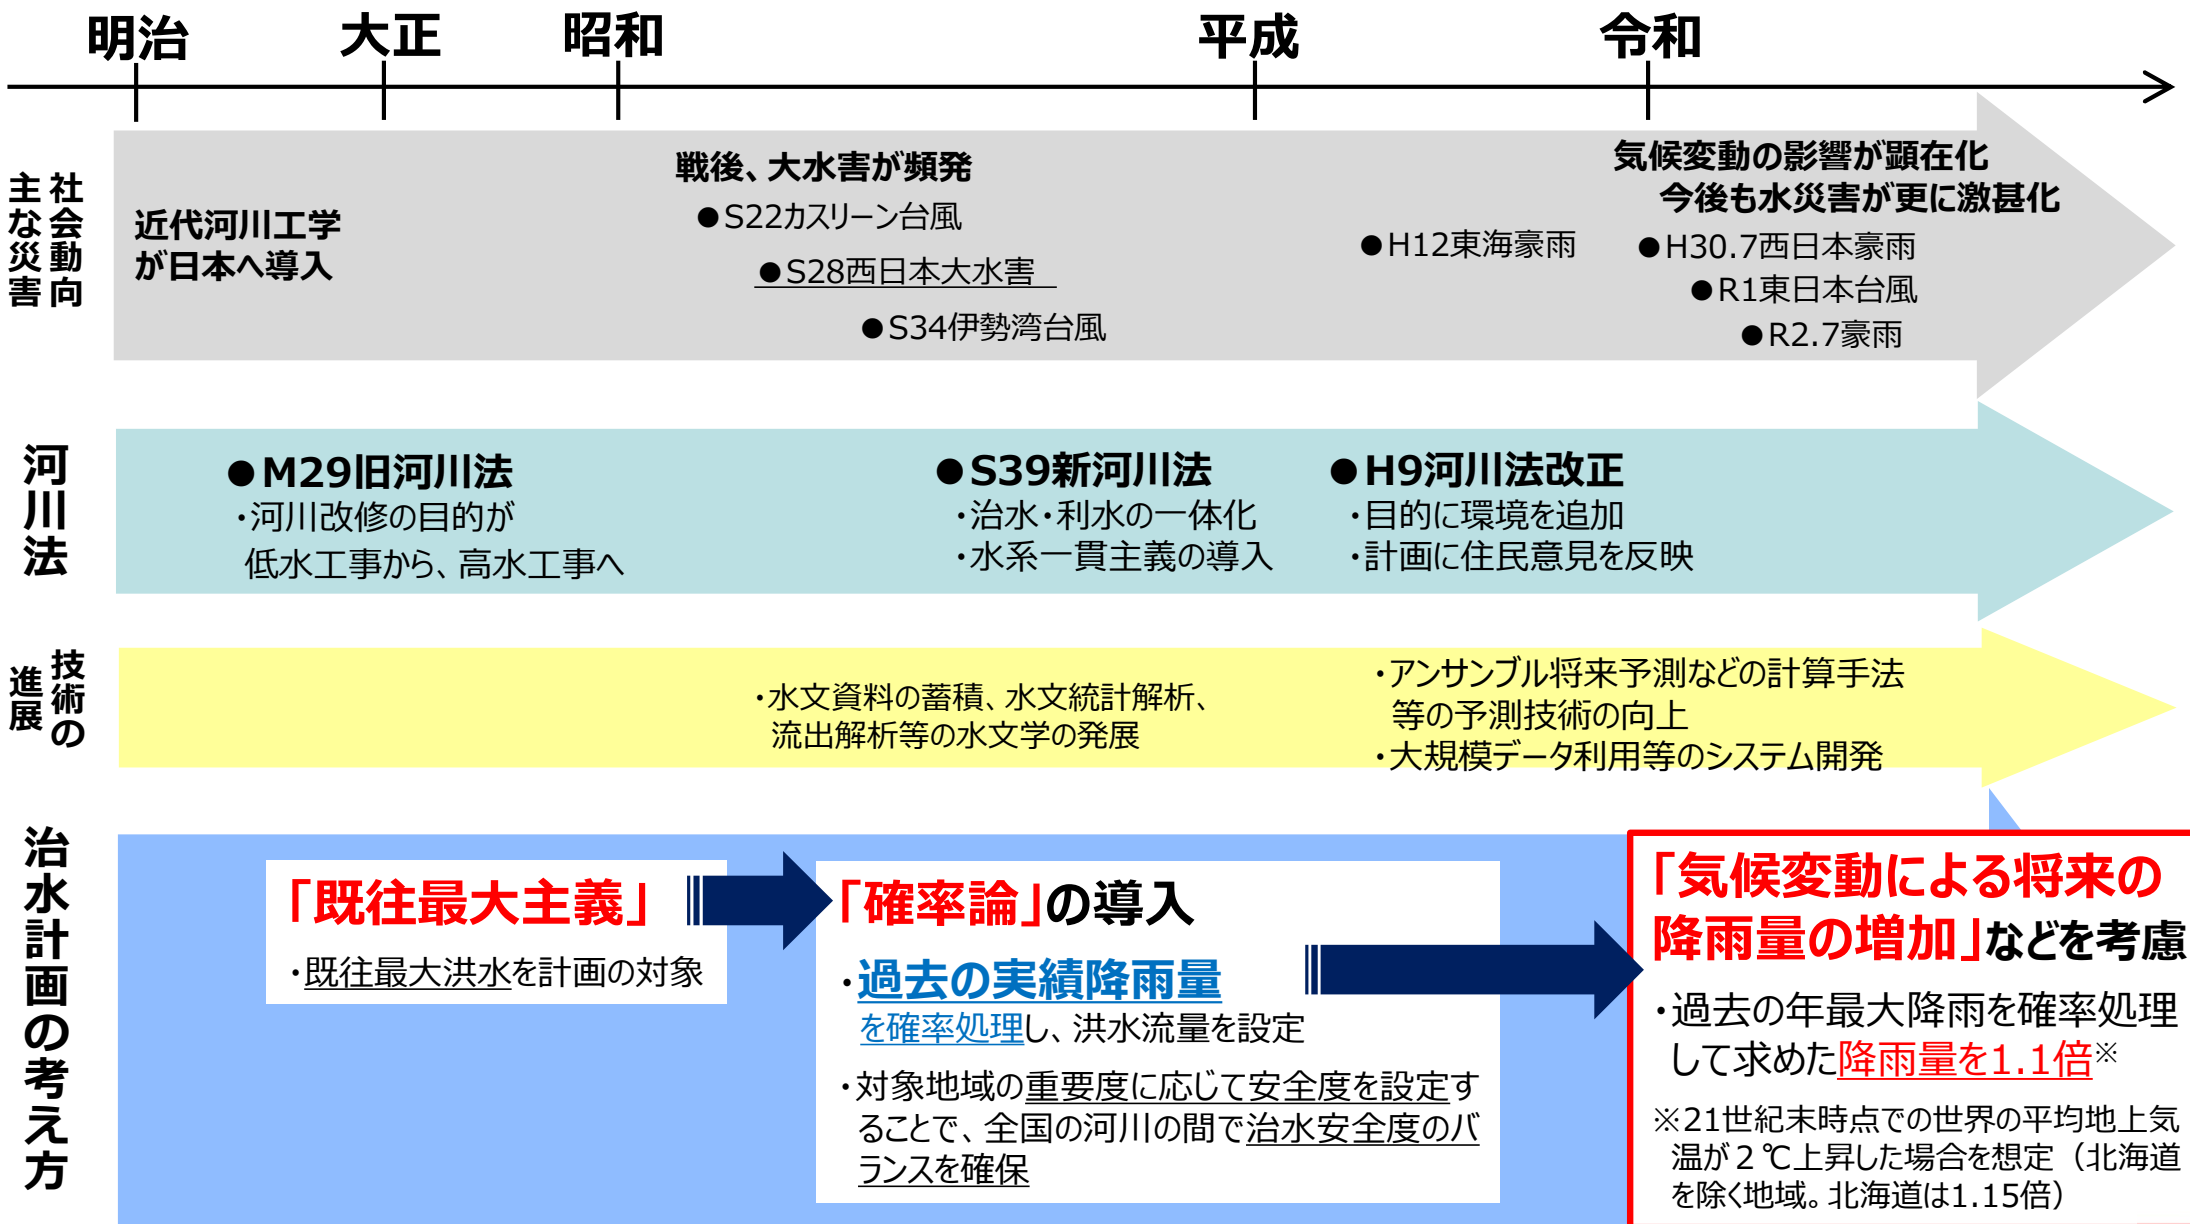 明治
大正
昭和
平成
令和
社会動向
主な災害
近代河川工学
が日本へ導入
戦後、大水害が頻発
●S22カスリーン台風
●S28西日本大水害
●S34伊勢湾台風
●H12東海豪雨
気候変動の影響が顕在化
今後も水災害が更に激甚化
●H30.7西日本豪雨
●R1東日本台風
●R2.7豪雨
河川法
●M29旧河川法
・河川改修の目的が
低水工事から、高水工事へ
●S39新河川法
・治水・利水の一体化
・水系一貫主義の導入
●H9河川法改正
・目的に環境を追加
・計画に住民意見を反映
技術の
進展
・水文資料の蓄積、水文統計解析、
流出解析等の水文学の発展
・アンサンブル将来予測などの計算手法
等の予測技術の向上
・大規模データ利用等のシステム開発
治水計画の考え方
「既往最大主義」
・既往最大洪水を計画の対象
「確率論」の導入
・過去の実績降雨量
を確率処理し、洪水流量を設定
・対象地域の重要度に応じて安全度を設定す
ることで、全国の河川の間で治水安全度のバ
ランスを確保
「気候変動による将来の
降雨量の増加」などを考慮
・過去の年最大降雨を確率処理
して求めた降雨量を1.1倍※
※21世紀末時点での世界の平均地上気
温が２℃上昇した場合を想定（北海道
を除く地域。北海道は1.15倍）